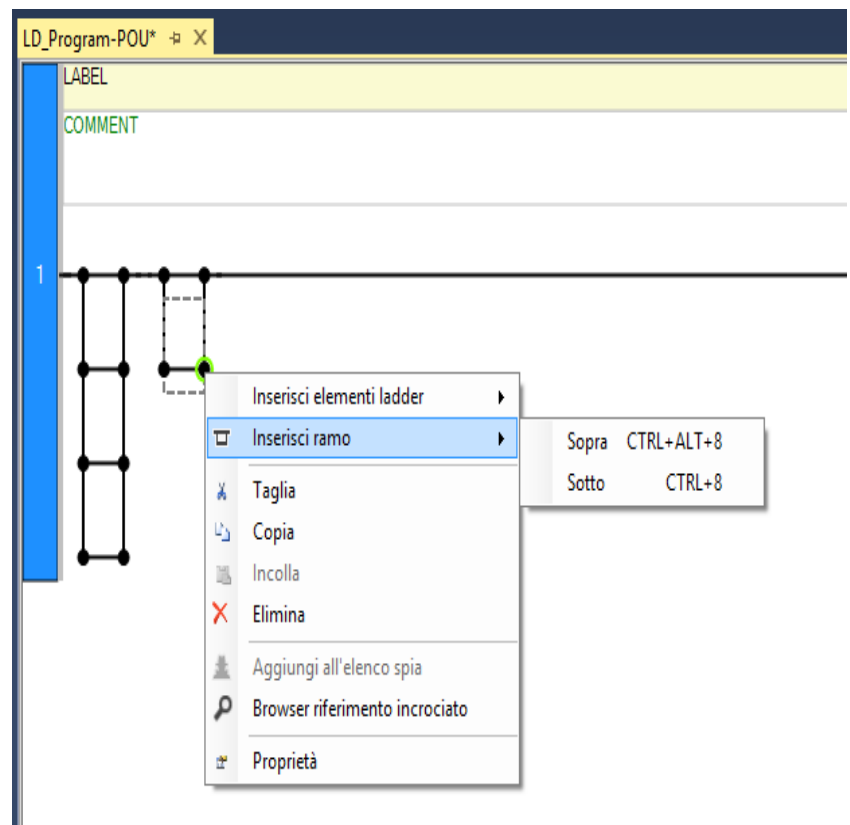 LD_Program-POU*
LABEL
COMMENT
1
Inserisci elementi ladder
Inserisci ramo
Sopra CTRL+ALT+8
Sotto CTRL+8
Taglia
Copia
Incolla
Elimina
Aggiungi all'elenco spia
Browser riferimento incrociato
Proprietà